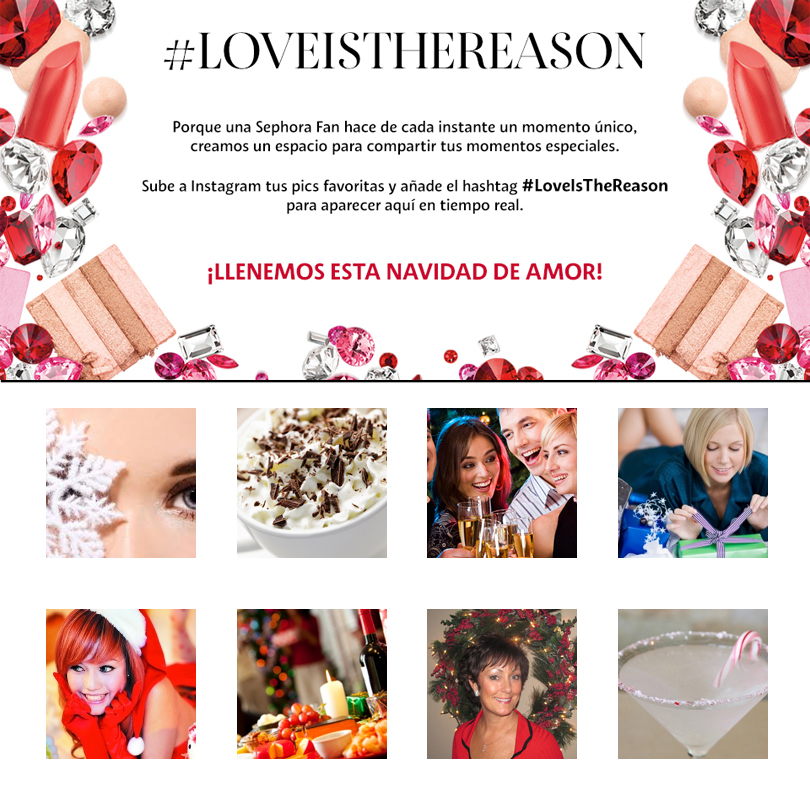 #LOVEISTHEREASON
Porque una Sephora Fan hace de cada instante un momento único,
creamos un espacio para compartir tus momentos especiales.
Sube a Instagram tus pics favoritas y añade el hashtag #LoveIsTheReason
para aparecer aquí en tiempo real.
¡LLENEMOS ESTA NAVIDAD DE AMOR!